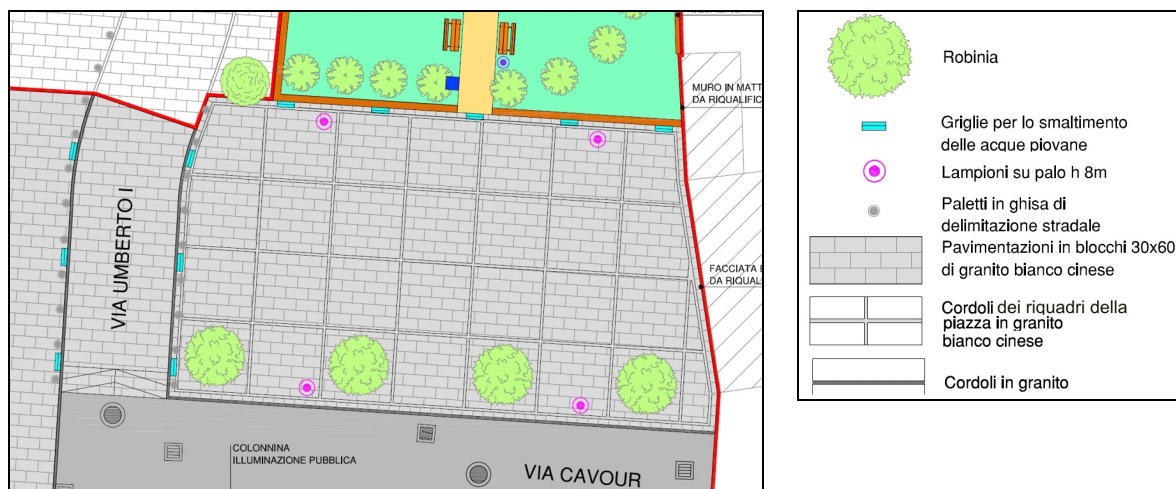 MURO IN MATT
DA RIQUALIFIC
VIA UMBERTO I
FACCIATA E
DA RIQUAL
COLONNINA
ILLUMINAZIONE PUBBLICA
VIA CAVOUR
Robinia
Griglie per lo smaltimento
delle acque piovane
Lampioni su palo h 8m
Paletti in ghisa di
delimitazione stradale
Pavimentazioni in blocchi 30x60
di granito bianco cinese
Cordoli dei riquadri della
piazza in granito
bianco cinese
Cordoli in granito